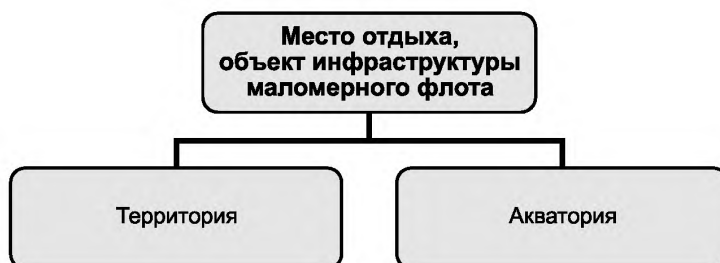 Место отдыха,
объект инфраструктуры
маломерного флота
Территория
Акватория